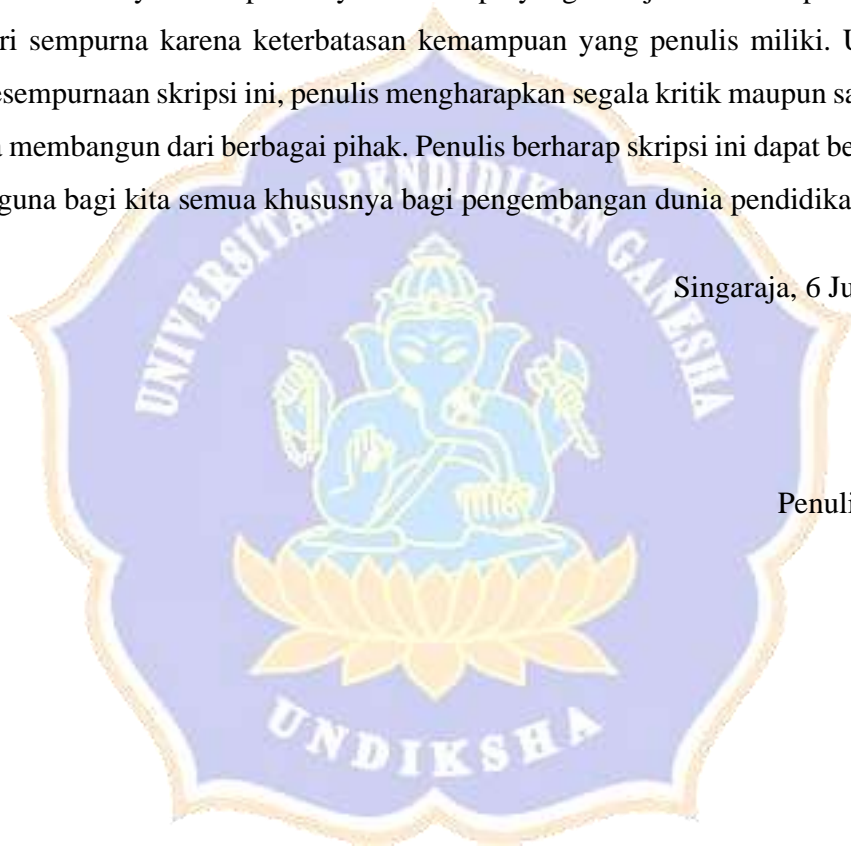 ri sempurna karena keterbatasan kemampuan yang penulis miliki. U
esempurnaan skripsi ini, penulis mengharapkan segala kritik maupun sa
membangun dari berbagai pihak. Penulis berharap skripsi ini dapat be
guna bagi kita semua khususnya bagi pengembangan dunia pendidika
UNIVERSITAS PENDIDIKAN GANESHA
Singaraja, 6 Ju
Penuli
UNDIKSHA